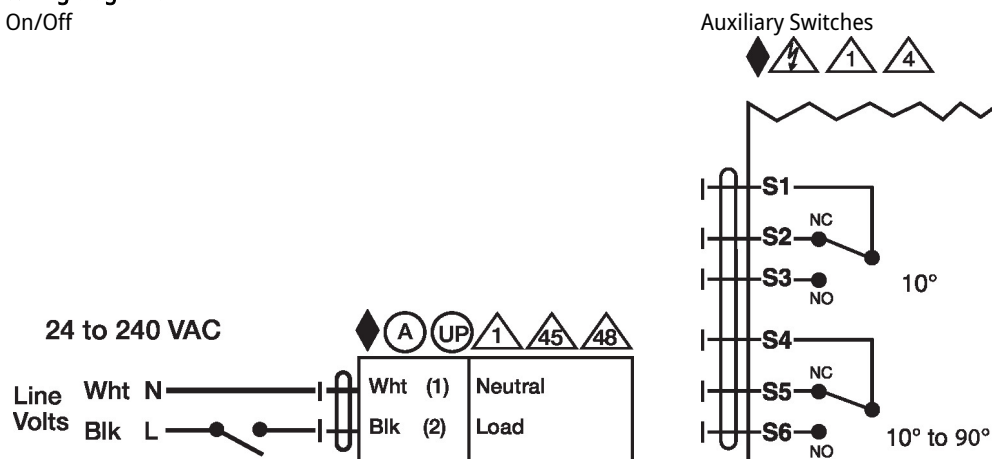 On/Off
Auxiliary Switches
1 4
S1
NC
S2
S3
10°
NO
24 to 240 VAC
A UP 1 45 48
S4
Line Volts
Wht N
Wht (1) Neutral
NC
S5
Blk L
Blk (2) Load
S6
10° to 90°
NO